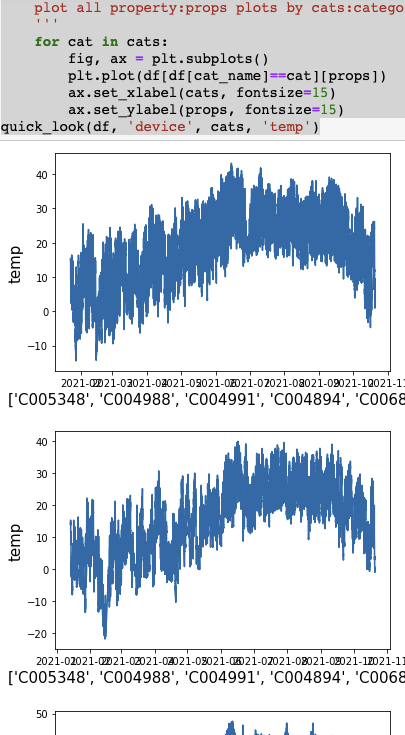 plot all property:props plots by cats:catego
'''
for cat in cats:
fig, ax = plt.subplots()
plt.plot(df[df[cat_name]==cat][props])
ax.set_xlabel(cats, fontsize=15)
ax.set_ylabel(props, fontsize=15)
quick_look(df, 'device', cats, 'temp')
40
30
20
10
0
−10
temp
2021-02 2021-03 2021-04 2021-05 2021-06 2021-07 2021-08 2021-09 2021-10 2021-11
['C005348', 'C004988', 'C004991', 'C004894', 'C0068
40
30
20
10
0
−10
−20
temp
2021-01 2021-02 2021-03 2021-04 2021-05 2021-06 2021-07 2021-08 2021-09 2021-10 2021-11
['C005348', 'C004988', 'C004991', 'C004894', 'C0068
50